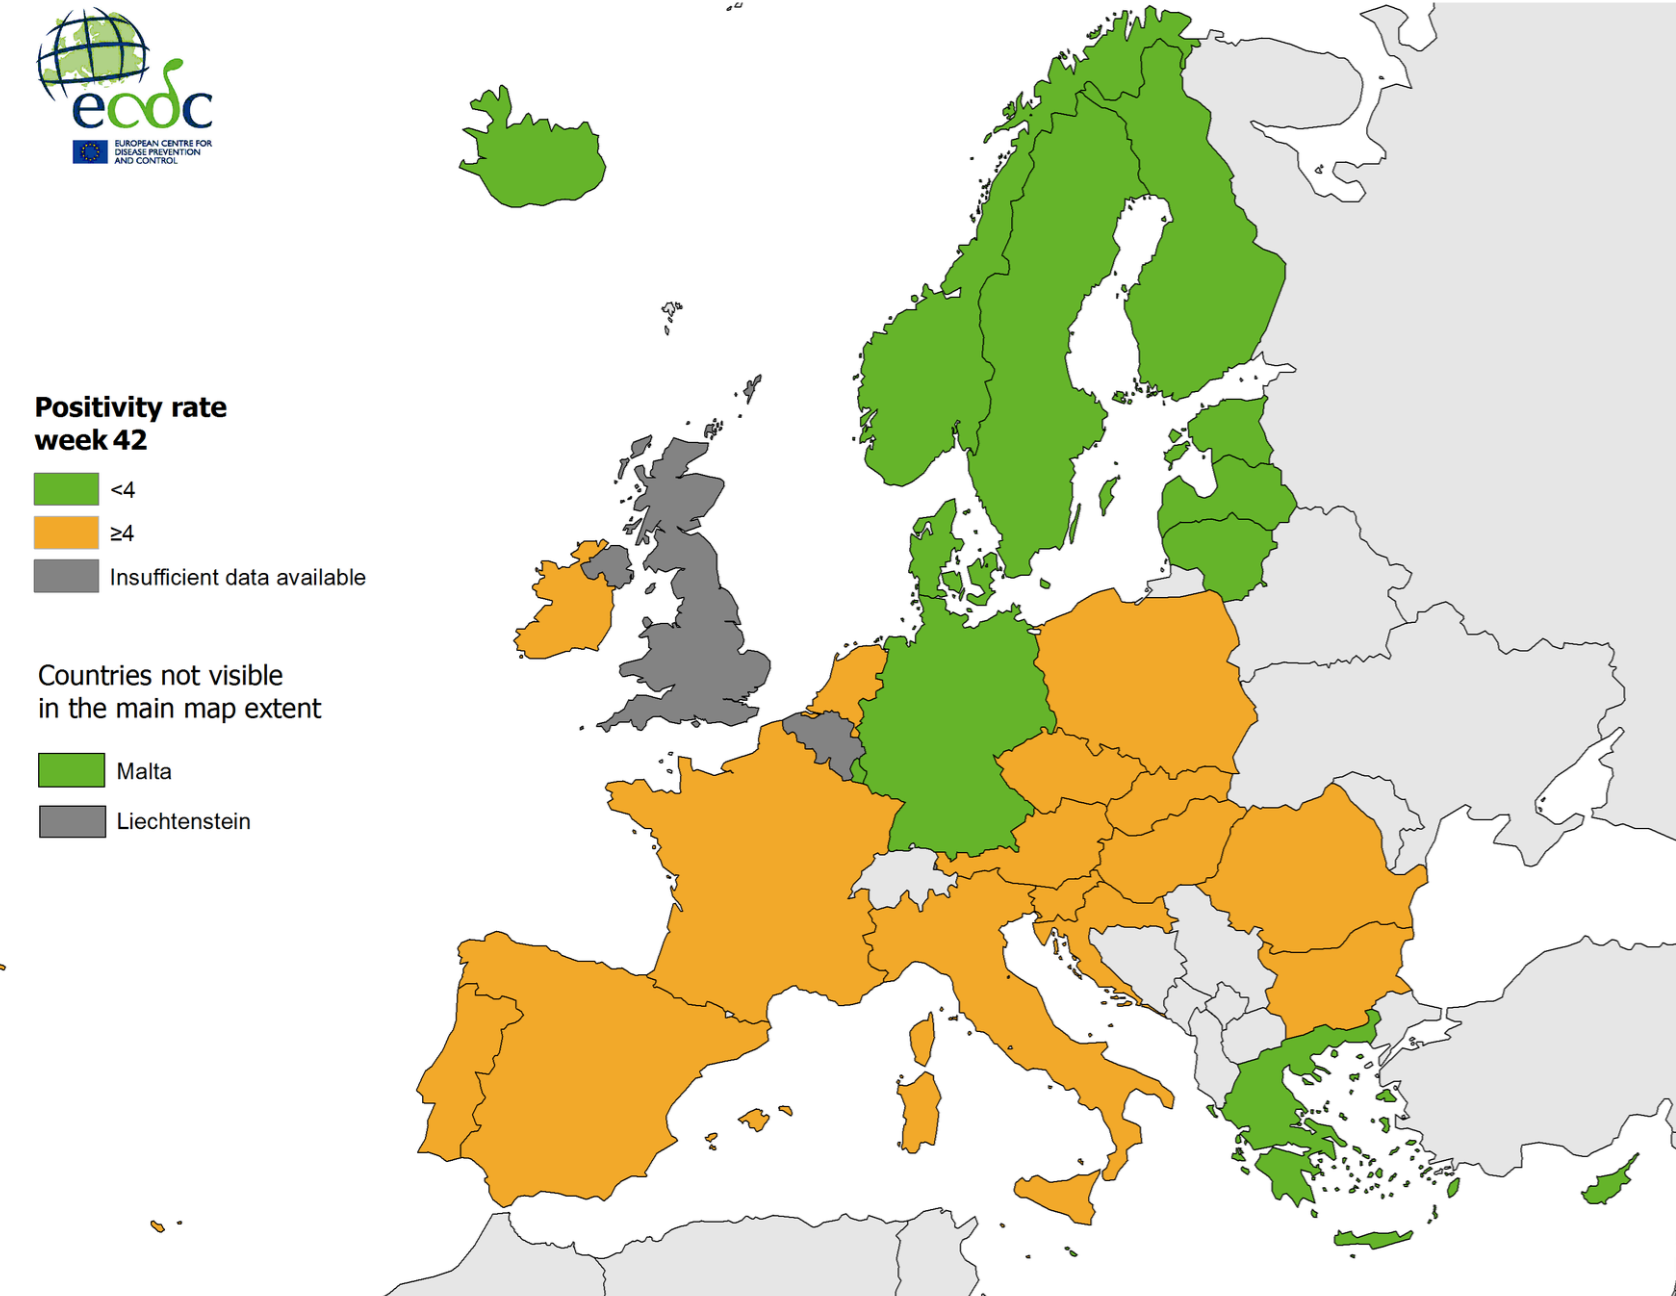 ecdc
EUROPEAN CENTRE FOR
DISEASE PREVENTION
AND CONTROL
Positivity rate
week 42
<4
≥4
Insufficient data available
Countries not visible
in the main map extent
Malta
Liechtenstein